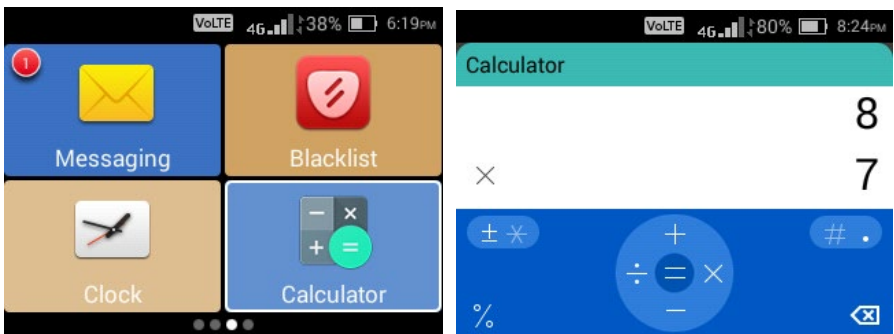 VoLTE 4G 38% 6:19PM
1
Messaging Blacklist
Clock Calculator
VoLTE 4G 80% 8:24PM
Calculator
8
× 7
± * + # .
÷ = ×
% −